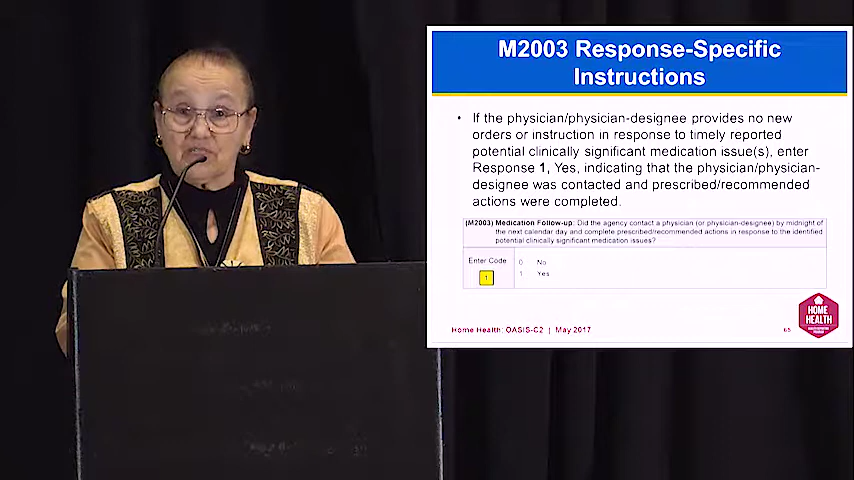 M2003 Response-Specific
Instructions
• If the physician/physician-designee provides no new
orders or instruction in response to timely reported
potential clinically significant medication issue(s), enter
Response 1, Yes, indicating that the physician/physician-
designee was contacted and prescribed/recommended
actions were completed.
(M2003) Medication Follow-up: Did the agency contact a physician (or physician-designee) by midnight of
the next calendar day and complete prescribed/recommended actions in response to the identified
potential clinically significant medication issues?
Enter Code
1
0 No
1 Yes
Home Health: OASIS-C2 | May 2017
65
HOME
HEALTH